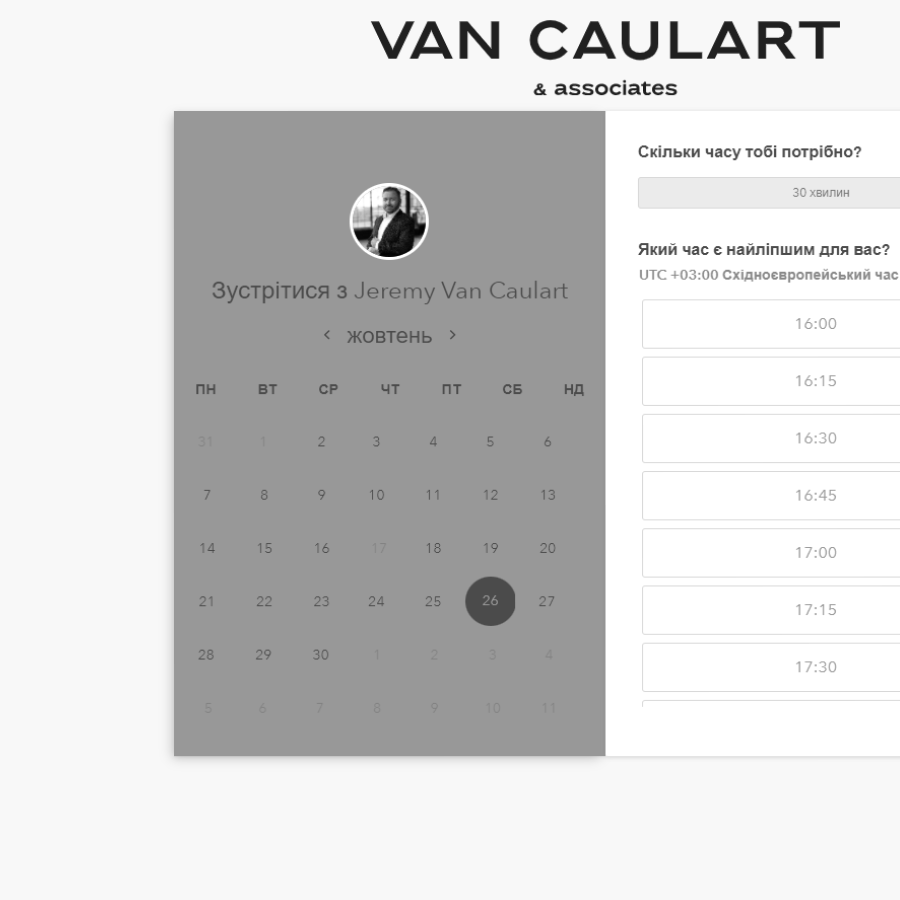 VAN CAULART
& associates
Зустрітися з Jeremy Van Caulart
жовтень
ПН ВТ СР ЧТ ПТ СБ НД
31 1 2 3 4 5 6
7 8 9 10 11 12 13
14 15 16 17 18 19 20
21 22 23 24 25 26 27
28 29 30 1 2 3 4
5 6 7 8 9 10 11
Скільки часу тобі потрібно?
30 хвилин
Який час є найліпшим для вас?
UTC +03:00 Східноєвропейський час
16:00
16:15
16:30
16:45
17:00
17:15
17:30